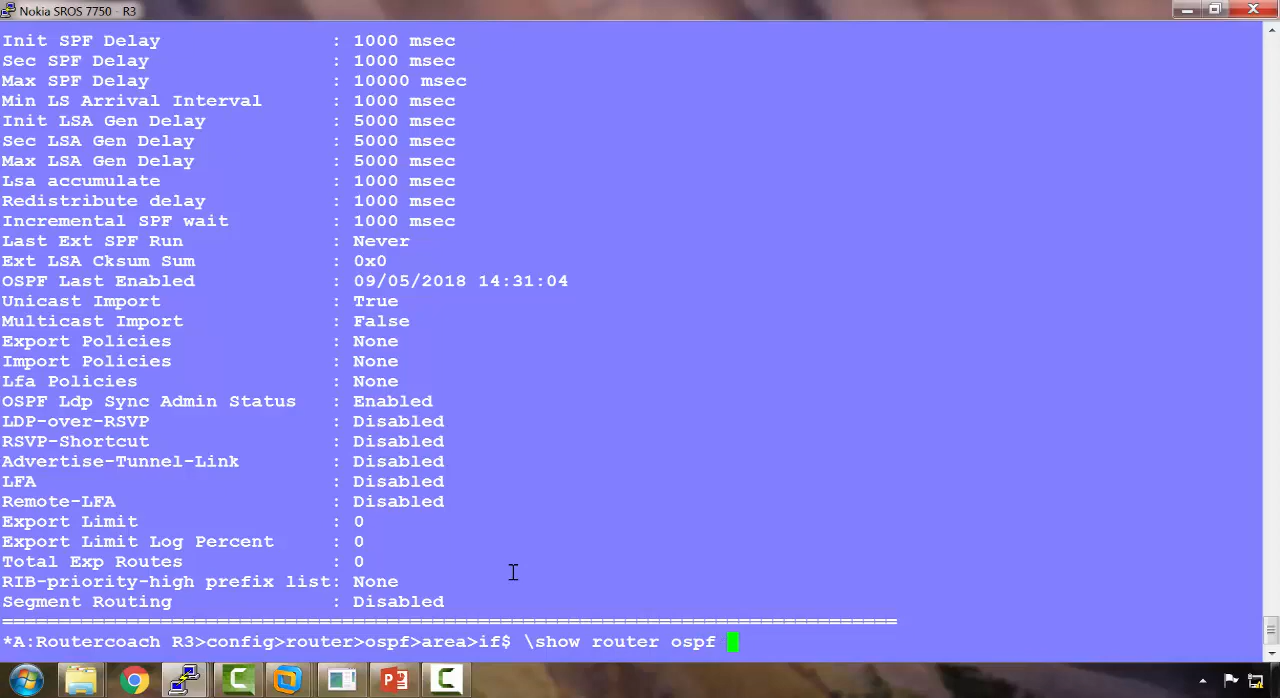 Nokia SROS 7750 - R3
Init SPF Delay : 1000 msec
Sec SPF Delay : 1000 msec
Max SPF Delay : 10000 msec
Min LS Arrival Interval : 1000 msec
Init LSA Gen Delay : 5000 msec
Sec LSA Gen Delay : 5000 msec
Max LSA Gen Delay : 5000 msec
Lsa accumulate : 1000 msec
Redistribute delay : 1000 msec
Incremental SPF wait : 1000 msec
Last Ext SPF Run : Never
Ext LSA Cksum Sum : 0x0
OSPF Last Enabled : 09/05/2018 14:31:04
Unicast Import : True
Multicast Import : False
Export Policies : None
Import Policies : None
Lfa Policies : None
OSPF Ldp Sync Admin Status : Enabled
LDP-over-RSVP : Disabled
RSVP-Shortcut : Disabled
Advertise-Tunnel-Link : Disabled
LFA : Disabled
Remote-LFA : Disabled
Export Limit : 0
Export Limit Log Percent : 0
Total Exp Routes : 0
RIB-priority-high prefix list: None
Segment Routing : Disabled
===============================================================================
*A:Routercoach R3>config>router>ospf>area>if$ \show router ospf